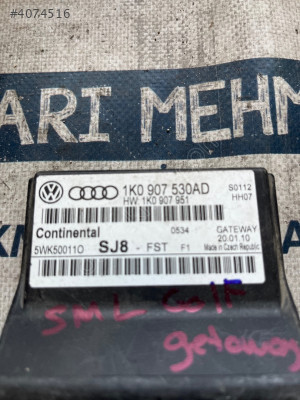 #4074516
ARI MEHM
1K0 907 530AD
HW: 1K0 907 951
S0112
HH07
Continental
0534
GATEWAY
20.01.10
5WK50011O
SJ8 - FST F1
Made in Czech Republic
SML Golf
getaway